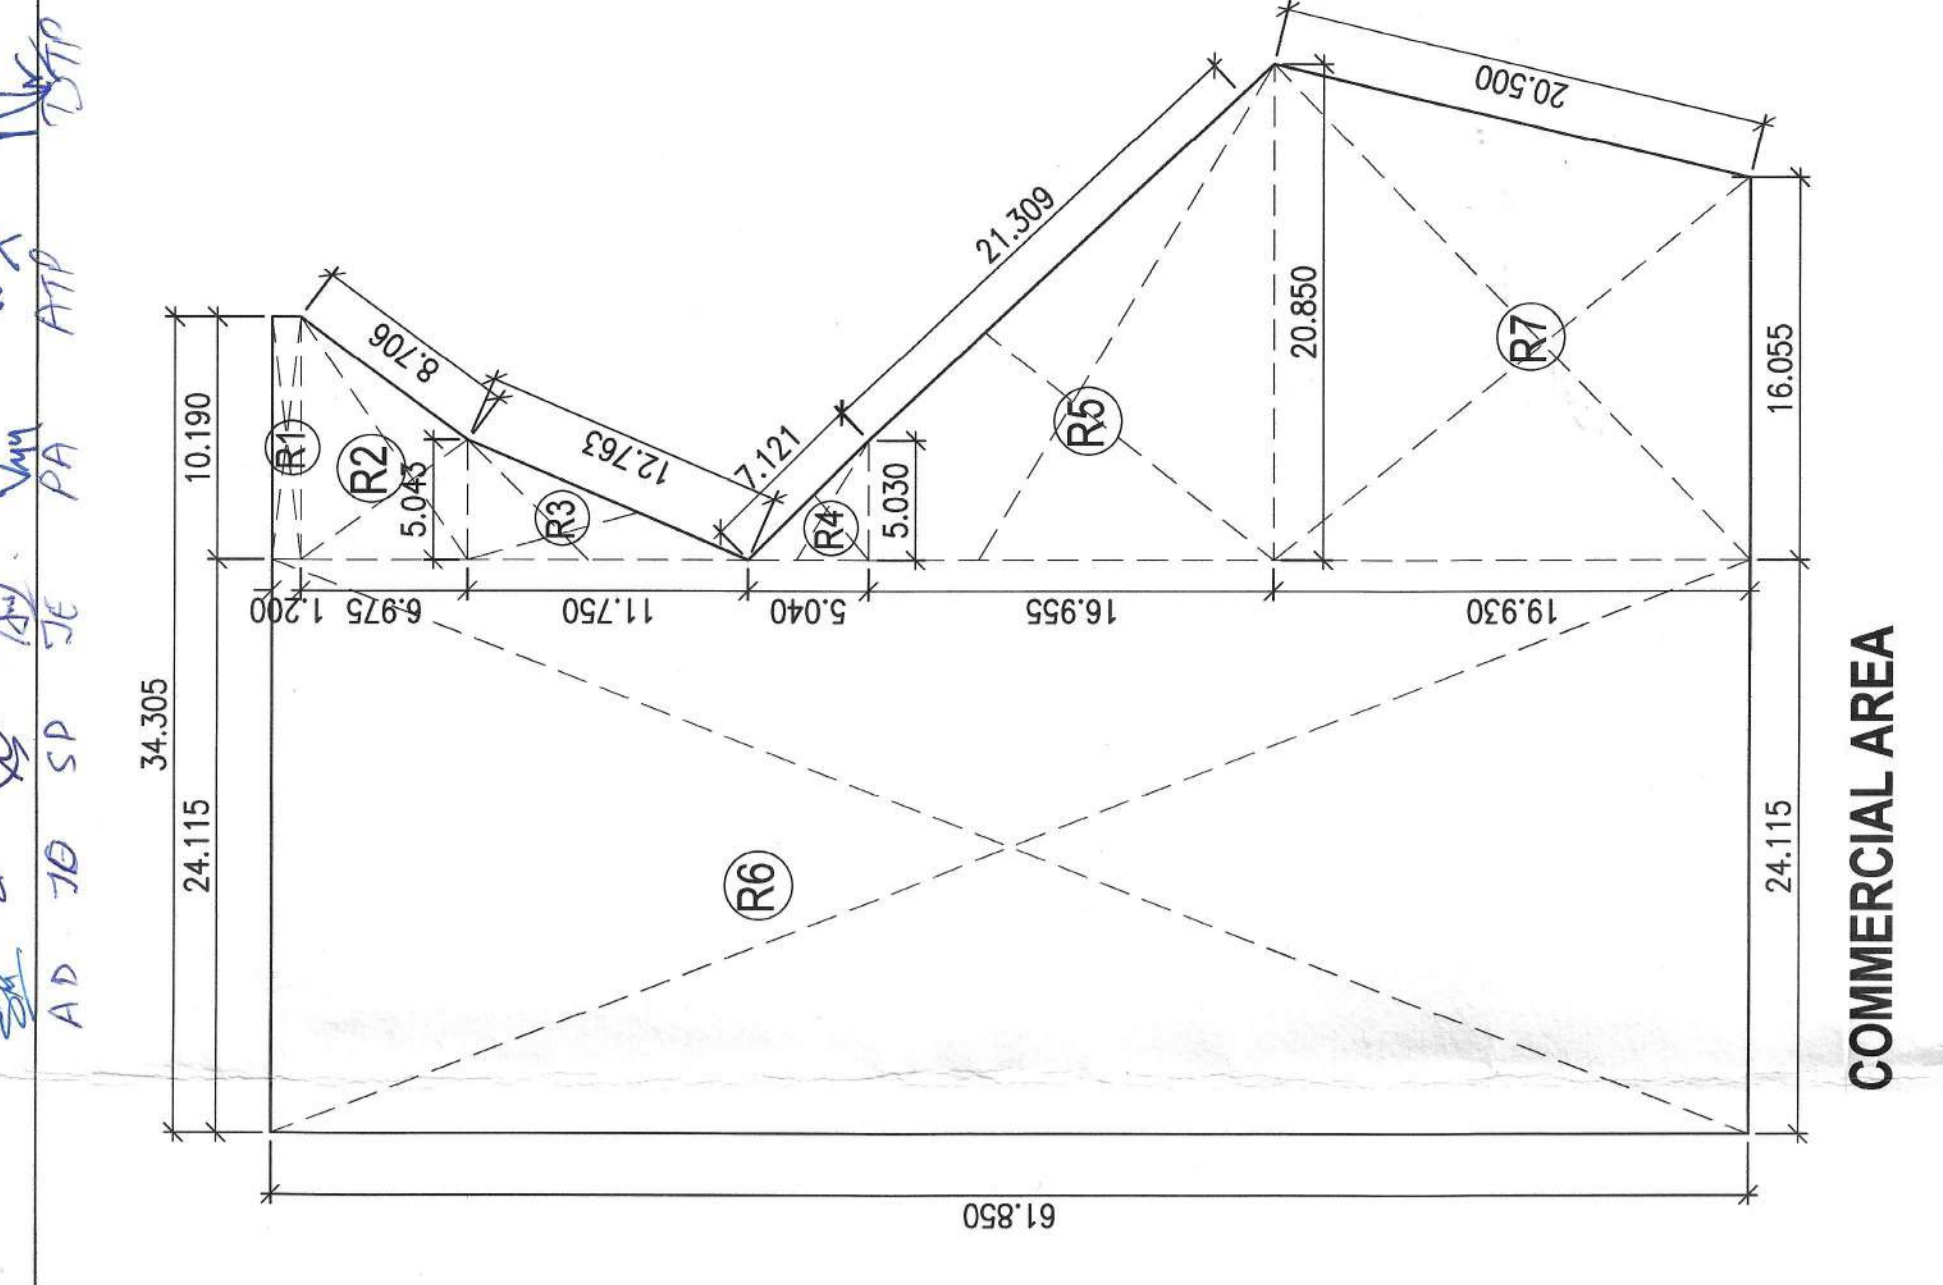 AD JD SP JE PA ATP DTP
34.305
24.115
10.190
R1
R2
R3
R4
R5
R6
R7
8.706
12.763
7.121
21.309
20.500
5.043
5.030
20.850
16.055
1.200
6.975
11.750
5.040
16.955
19.930
24.115
61.850
COMMERCIAL AREA